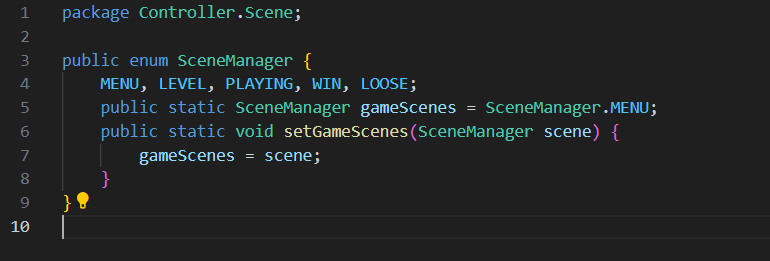 1 package Controller.Scene;
2
3 public enum SceneManager {
4     MENU, LEVEL, PLAYING, WIN, LOOSE;
5     public static SceneManager gameScenes = SceneManager.MENU;
6     public static void setGameScenes(SceneManager scene) {
7         gameScenes = scene;
8     }
9 }
10